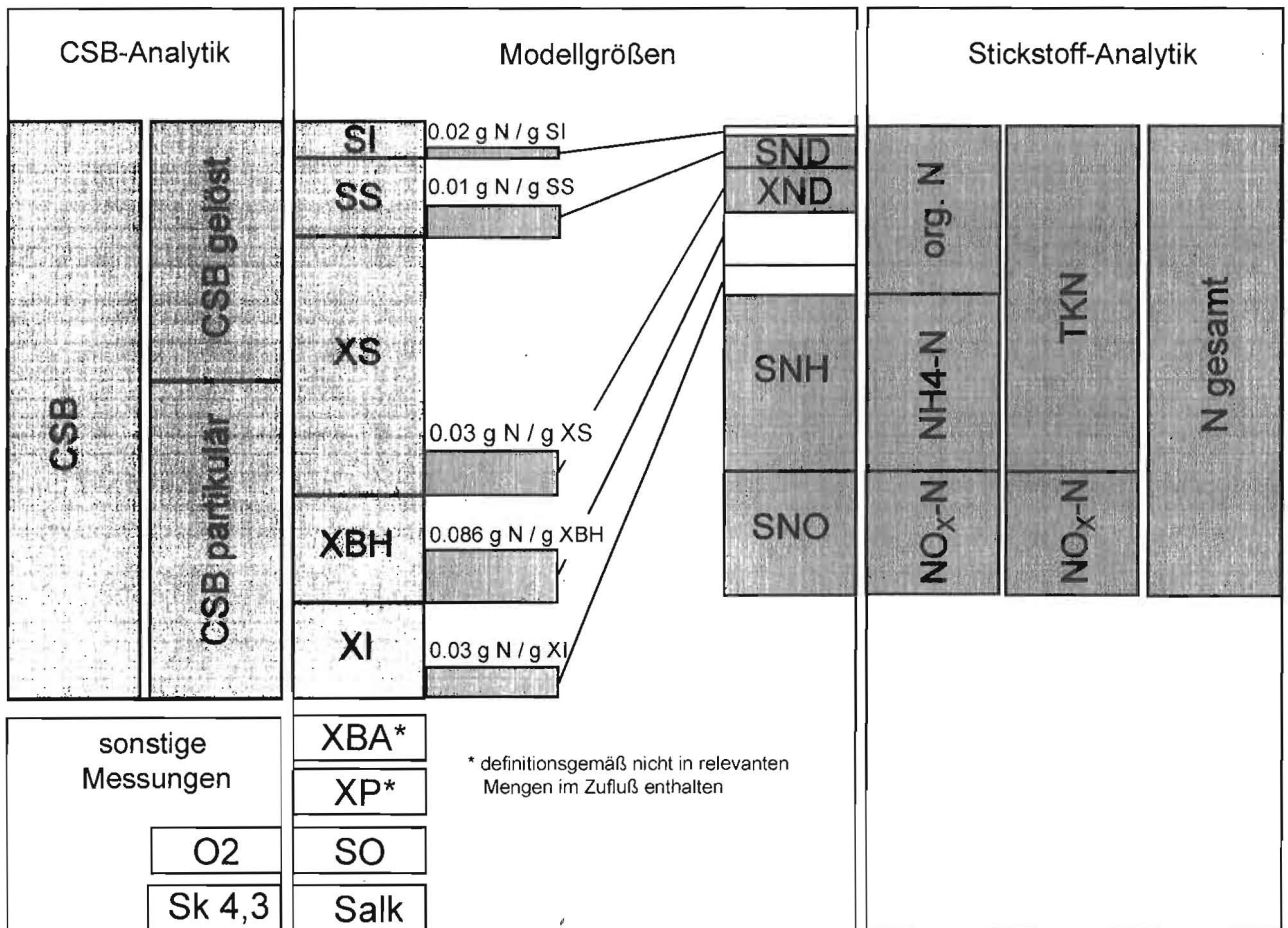 CSB-Analytik
Modellgrößen
Stickstoff-Analytik
CSB
CSB gelöst
CSB partikulär
SI
SS
XS
XBH
XI
0.02 g N / g SI
0.01 g N / g SS
0.03 g N / g XS
0.086 g N / g XBH
0.03 g N / g XI
SND
XND
SNH
SNO
org. N
NH4-N
NOx-N
TKN
NOx-N
N gesamt
sonstige
Messungen
O2
Sk 4,3
XBA*
XP*
SO
Salk
* definitionsgemäß nicht in relevanten
Mengen im Zufluß enthalten